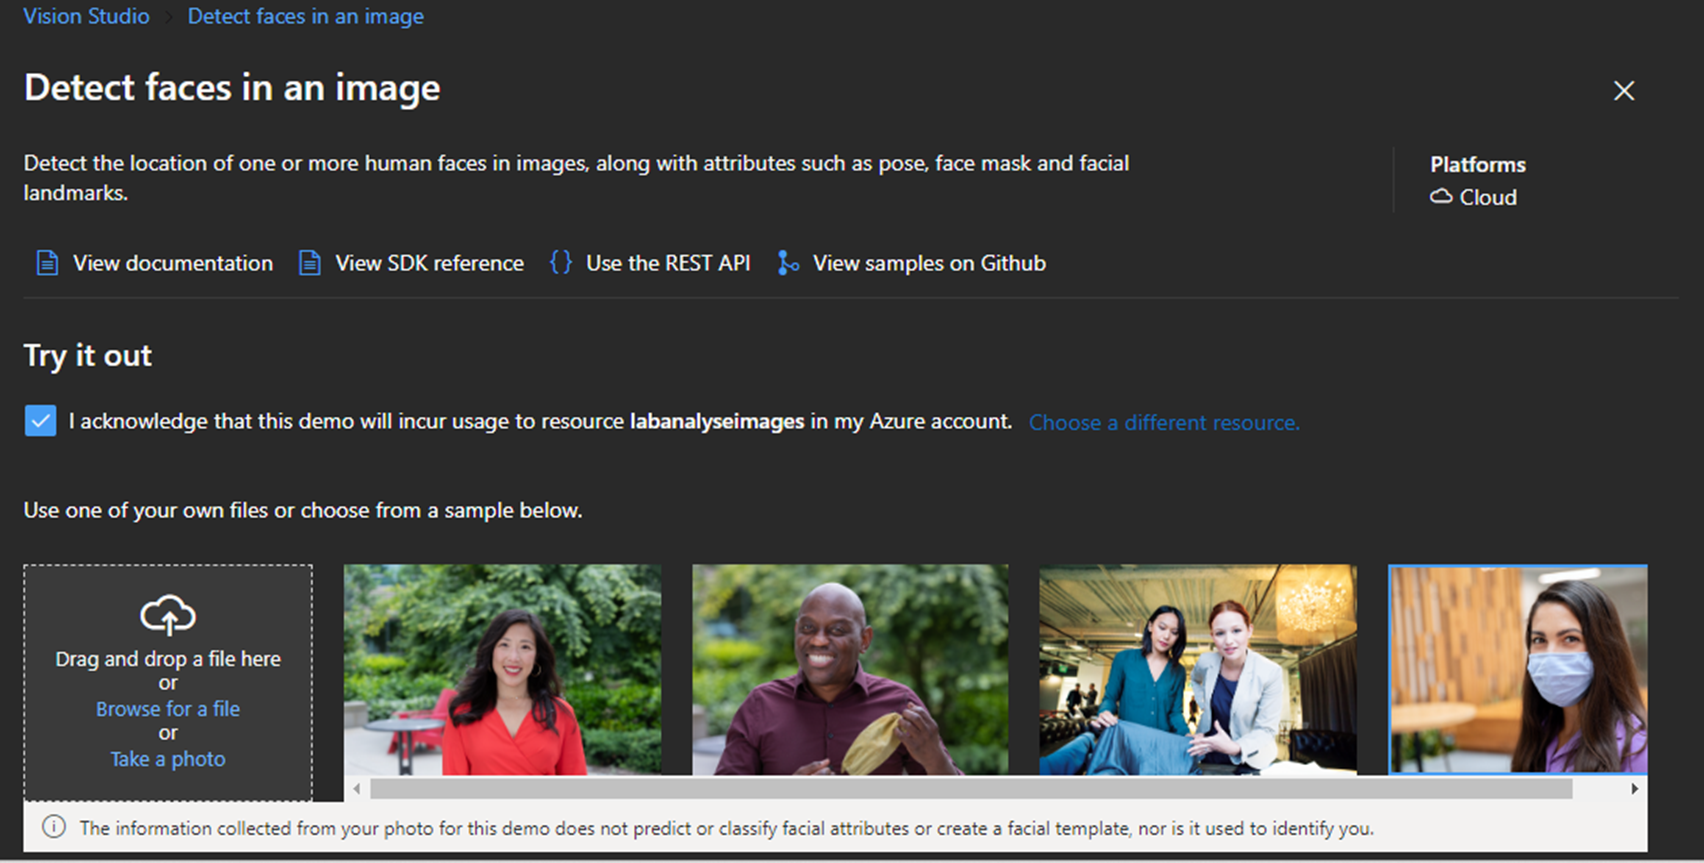 Vision Studio > Detect faces in an image
Detect faces in an image
Detect the location of one or more human faces in images, along with attributes such as pose, face mask and facial
landmarks.
Platforms
Cloud
View documentation View SDK reference {} Use the REST API View samples on Github
Try it out
I acknowledge that this demo will incur usage to resource labanalyseimages in my Azure account. Choose a different resource.
Use one of your own files or choose from a sample below.
Drag and drop a file here
or
Browse for a file
or
Take a photo
The information collected from your photo for this demo does not predict or classify facial attributes or create a facial template, nor is it used to identify you.